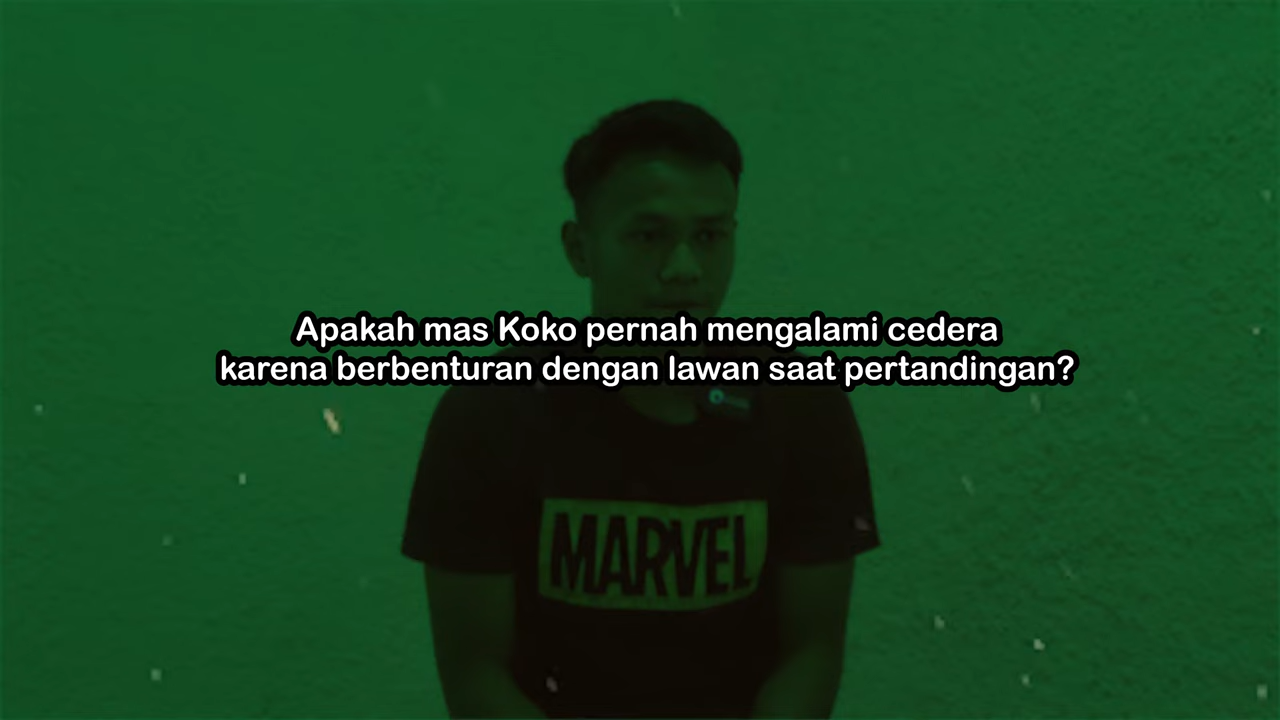 Apakah mas Koko pernah mengalami cedera
karena berbenturan dengan lawan saat pertandingan?
MARVEL